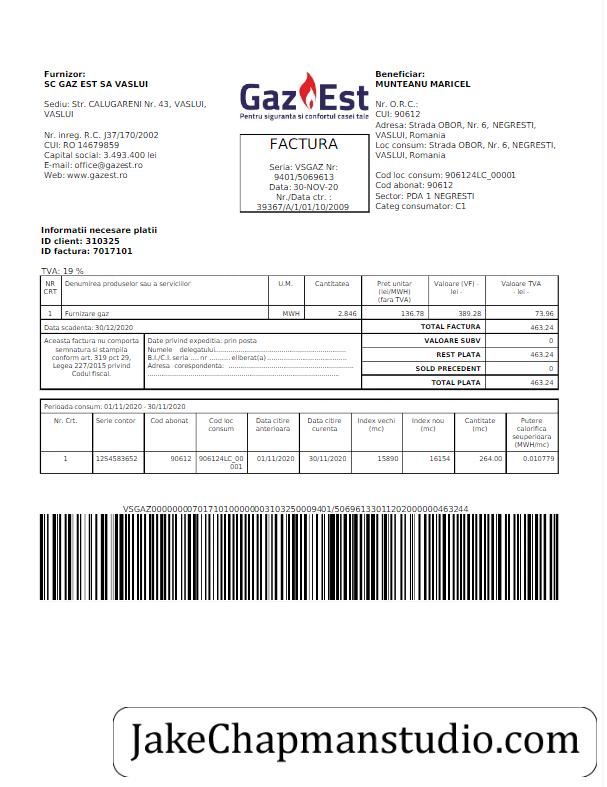 Furnizor:
SC GAZ EST SA VASLUI
Sediu: Str. CALUGARENI Nr. 43, VASLUI,
VASLUI
Nr. inreg. R.C. J37/170/2002
CUI: RO 14679859
Capital social: 3.493.400 lei
E-mail: office@gazest.ro
Web: www.gazest.ro
Gaz Est
Pentru siguranta si confortul casei tale
FACTURA
Seria: VSGAZ Nr:
9401/5069613
Data: 30-NOV-20
Nr./Data ctr. :
39367/A/1/01/10/2009
Beneficiar:
MUNTEANU MARICEL
Nr. O.R.C.:
CUI: 90612
Adresa: Strada OBOR, Nr. 6, NEGRESTI,
VASLUI, Romania
Loc consum: Strada OBOR, Nr. 6, NEGRESTI,
VASLUI, Romania
Cod loc consum: 906124LC_00001
Cod abonat: 90612
Sector: PDA 1 NEGRESTI
Categ consumator: C1
Informatii necesare platii
ID client: 310325
ID factura: 7017101
TVA: 19 %
NR CRT Denumirea produselor sau a serviciilor U.M. Cantitatea Pret unitar (lei/MWH) (fara TVA) Valoare (VF) - lei - Valoare TVA - lei -
1 Furnizare gaz MWH 2.846 136.78 389.28 73.96
Data scadenta: 30/12/2020 TOTAL FACTURA 463.24
Aceasta factura nu comporta
semnatura si stampila
conform art. 319 pct 29,
Legea 227/2015 privind
Codul fiscal.
Date privind expeditia: prin posta
Numele delegatului..................................................
B.I./C.I. seria .... nr .......... eliberat(a) ................................
Adresa corespondenta: ..............................................
..........................................................................
VALOARE SUBV 0
REST PLATA 463.24
SOLD PRECEDENT 0
TOTAL PLATA 463.24
Perioada consum: 01/11/2020 - 30/11/2020
Nr. Crt. Serie contor Cod abonat Cod loc consum Data citire anterioara Data citire curenta Index vechi (mc) Index nou (mc) Cantitate (mc) Putere calorifica seuperioara (MWH/mc)
1 1254583652 90612 906124LC_00001 01/11/2020 30/11/2020 15890 16154 264.00 0.010779
VSGAZ00000000701710100000003103250009401/50696133011202000000463244
JakeChapmanstudio.com